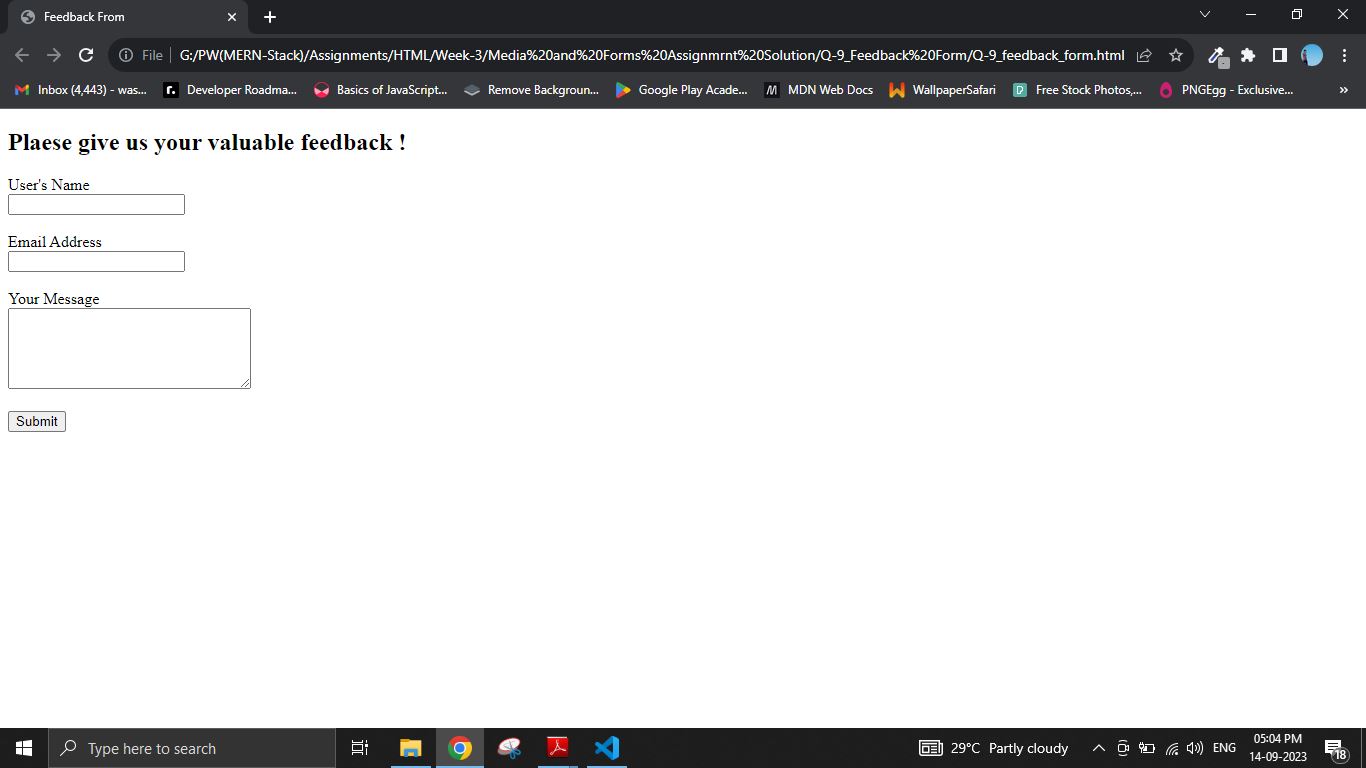 Feedback From
File
G:/PW(MERN-Stack)/Assignments/HTML/Week-3/Media%20and%20Forms%20Assignmrnt%20Solution/Q-9_Feedback%20Form/Q-9_feedback_form.html
Inbox (4,443) - was... Developer Roadma... Basics of JavaScript... Remove Backgroun... Google Play Acade... MDN Web Docs WallpaperSafari Free Stock Photos,... PNGEgg - Exclusive... »
Plaese give us your valuable feedback !
User's Name
Email Address
Your Message
Submit
Type here to search
29°C Partly cloudy
ENG
05:04 PM
14-09-2023
18